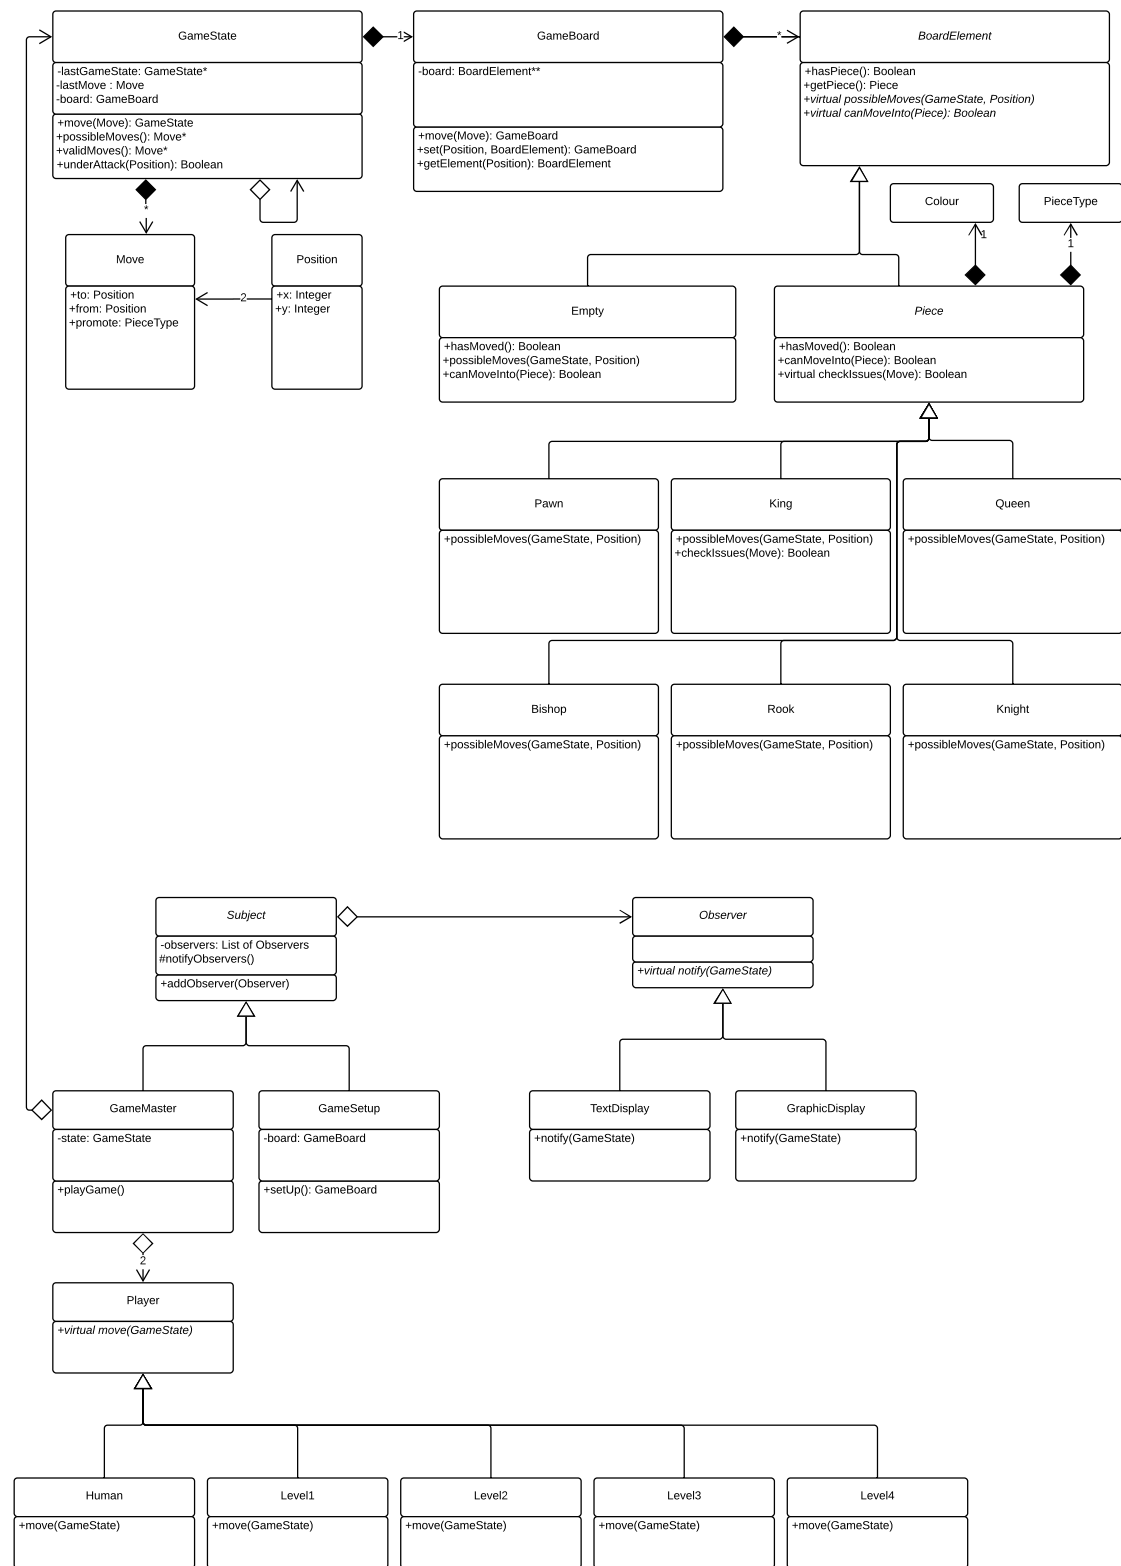 GameState
-lastGameState: GameState*
-lastMove : Move
-board: GameBoard
+move(Move): GameState
+possibleMoves(): Move*
+validMoves(): Move*
+underAttack(Position): Boolean
1
GameBoard
-board: BoardElement**
+move(Move): GameBoard
+set(Position, BoardElement): GameBoard
+getElement(Position): BoardElement
*
BoardElement
+hasPiece(): Boolean
+getPiece(): Piece
+virtual possibleMoves(GameState, Position)
+virtual canMoveInto(Piece): Boolean
*
Move
+to: Position
+from: Position
+promote: PieceType
2
Position
+x: Integer
+y: Integer
Colour
PieceType
1
1
Empty
+hasMoved(): Boolean
+possibleMoves(GameState, Position)
+canMoveInto(Piece): Boolean
Piece
+hasMoved(): Boolean
+canMoveInto(Piece): Boolean
+virtual checkIssues(Move): Boolean
Pawn
+possibleMoves(GameState, Position)
King
+possibleMoves(GameState, Position)
+checkIssues(Move): Boolean
Queen
+possibleMoves(GameState, Position)
Bishop
+possibleMoves(GameState, Position)
Rook
+possibleMoves(GameState, Position)
Knight
+possibleMoves(GameState, Position)
Subject
-observers: List of Observers
#notifyObservers()
+addObserver(Observer)
Observer
+virtual notify(GameState)
GameMaster
-state: GameState
+playGame()
GameSetup
-board: GameBoard
+setUp(): GameBoard
TextDisplay
+notify(GameState)
GraphicDisplay
+notify(GameState)
2
Player
+virtual move(GameState)
Human
+move(GameState)
Level1
+move(GameState)
Level2
+move(GameState)
Level3
+move(GameState)
Level4
+move(GameState)